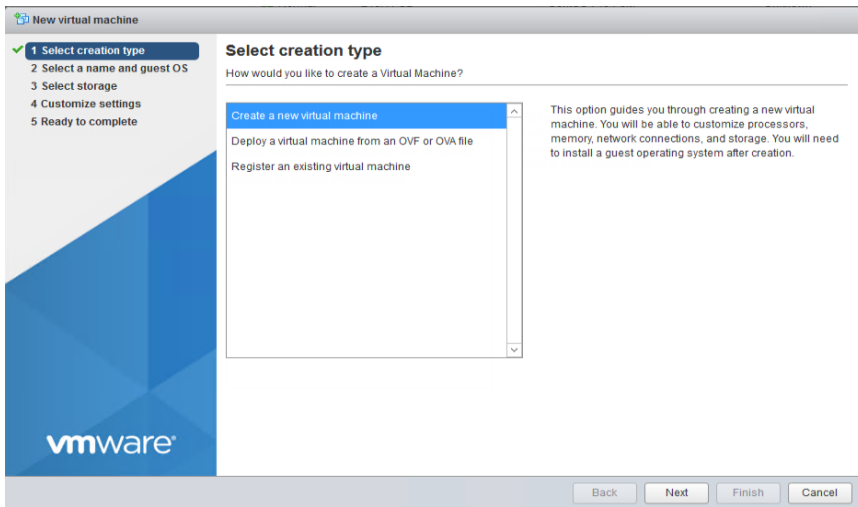 New virtual machine
1 Select creation type
2 Select a name and guest OS
3 Select storage
4 Customize settings
5 Ready to complete
Select creation type
How would you like to create a Virtual Machine?
Create a new virtual machine
Deploy a virtual machine from an OVF or OVA file
Register an existing virtual machine
This option guides you through creating a new virtual
machine. You will be able to customize processors,
memory, network connections, and storage. You will need
to install a guest operating system after creation.
vmware®
Back Next Finish Cancel